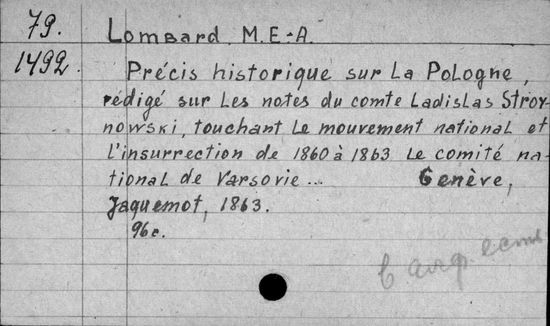 79.
1492.
Lombard M.E-A.
Précis historique sur la Pologne,
rédigé sur les notes du comte Ladislas Stroy-
nowski, touchant le mouvement national et
l'insurrection de 1860 à 1863 Le comité na-
tional de Varsovie... Genève,
Jaquemot, 1863.
96c.